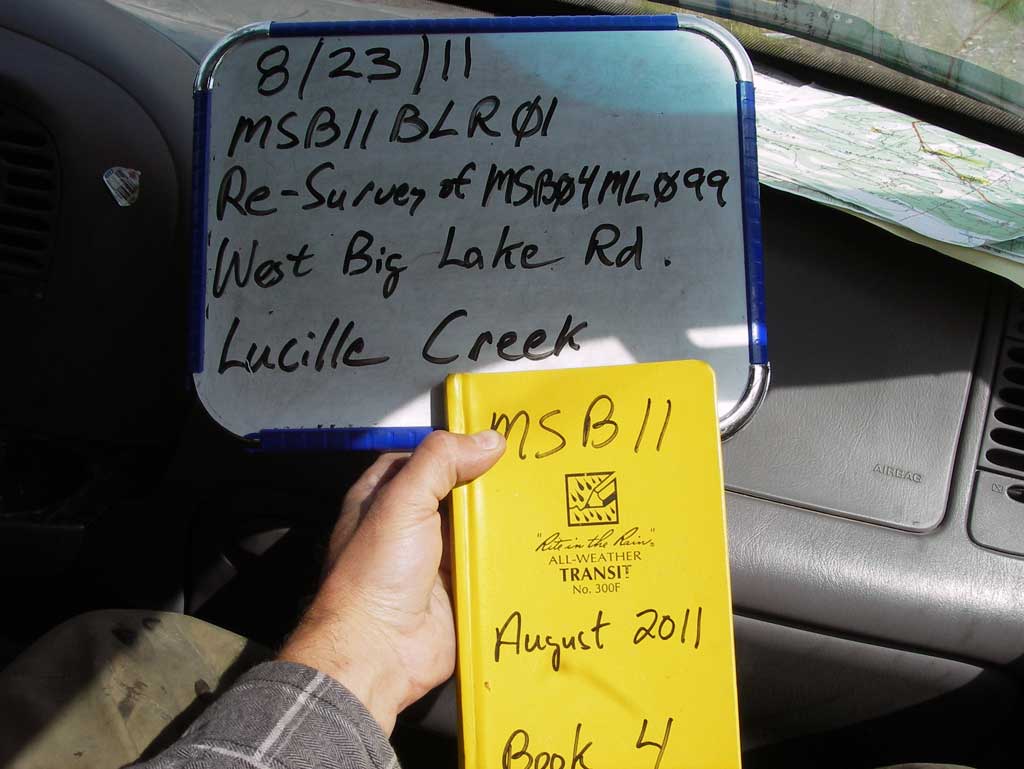 8/23/11
MSB11BLRØ1
Re-Survey of MSBØ4MLØ99
West Big Lake Rd.
Lucille Creek
MSB11
"Rite in the Rain"®
ALL-WEATHER
TRANSIT
No. 300F
August 2011
Book 4
AIRBAG